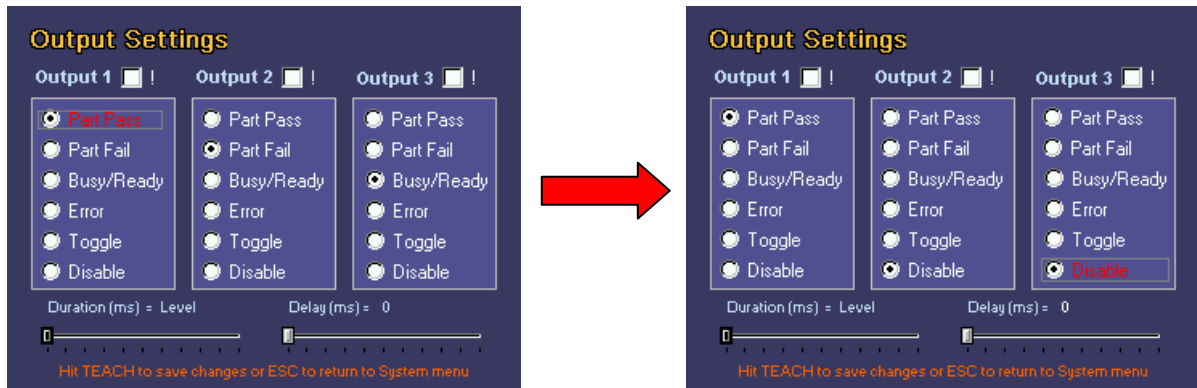 Output Settings
Output 1 !
Output 2 !
Output 3 !
Part Pass
Part Fail
Busy/Ready
Error
Toggle
Disable
Part Pass
Part Fail
Busy/Ready
Error
Toggle
Disable
Part Pass
Part Fail
Busy/Ready
Error
Toggle
Disable
Duration (ms) = Level
Delay (ms) = 0
Hit TEACH to save changes or ESC to return to System menu
Output Settings
Output 1 !
Output 2 !
Output 3 !
Part Pass
Part Fail
Busy/Ready
Error
Toggle
Disable
Part Pass
Part Fail
Busy/Ready
Error
Toggle
Disable
Part Pass
Part Fail
Busy/Ready
Error
Toggle
Disable
Duration (ms) = Level
Delay (ms) = 0
Hit TEACH to save changes or ESC to return to System menu